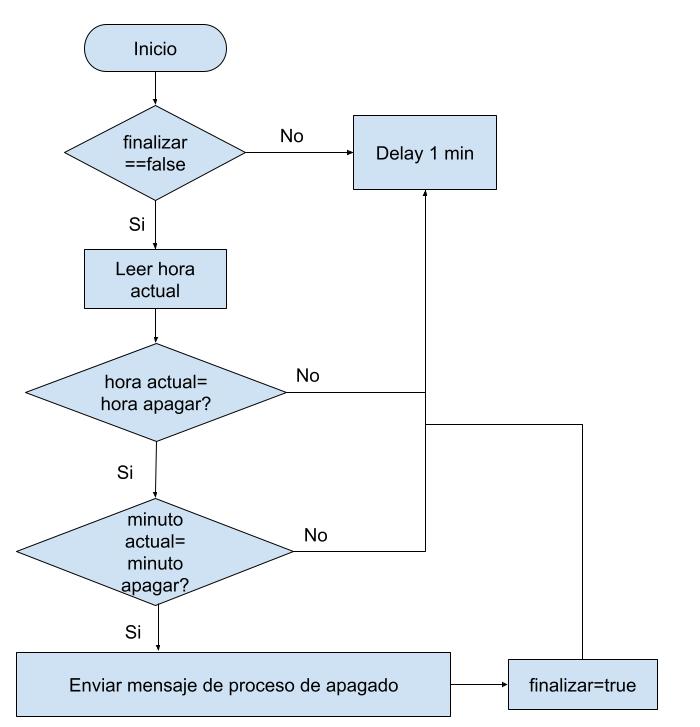 Inicio
finalizar
==false
No
Delay 1 min
Si
Leer hora
actual
hora actual=
hora apagar?
No
Si
minuto
actual=
minuto
apagar?
No
Si
Enviar mensaje de proceso de apagado
finalizar=true